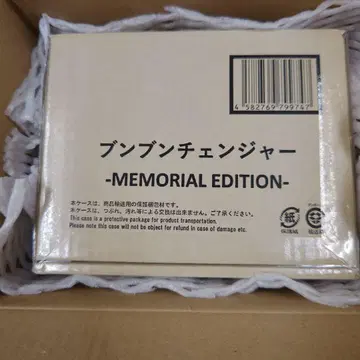 4 582769 799747
ブンブンチェンジャー
-MEMORIAL EDITION-
本ケースは、商品輸送用の保護梱包材です。
本ケースは、つぶれ、汚れ等による交換は出来ません。ご了承ください。
This case is a protective package for product transportation.
Please note this case will not be object for refund in case of damage etc.
紙